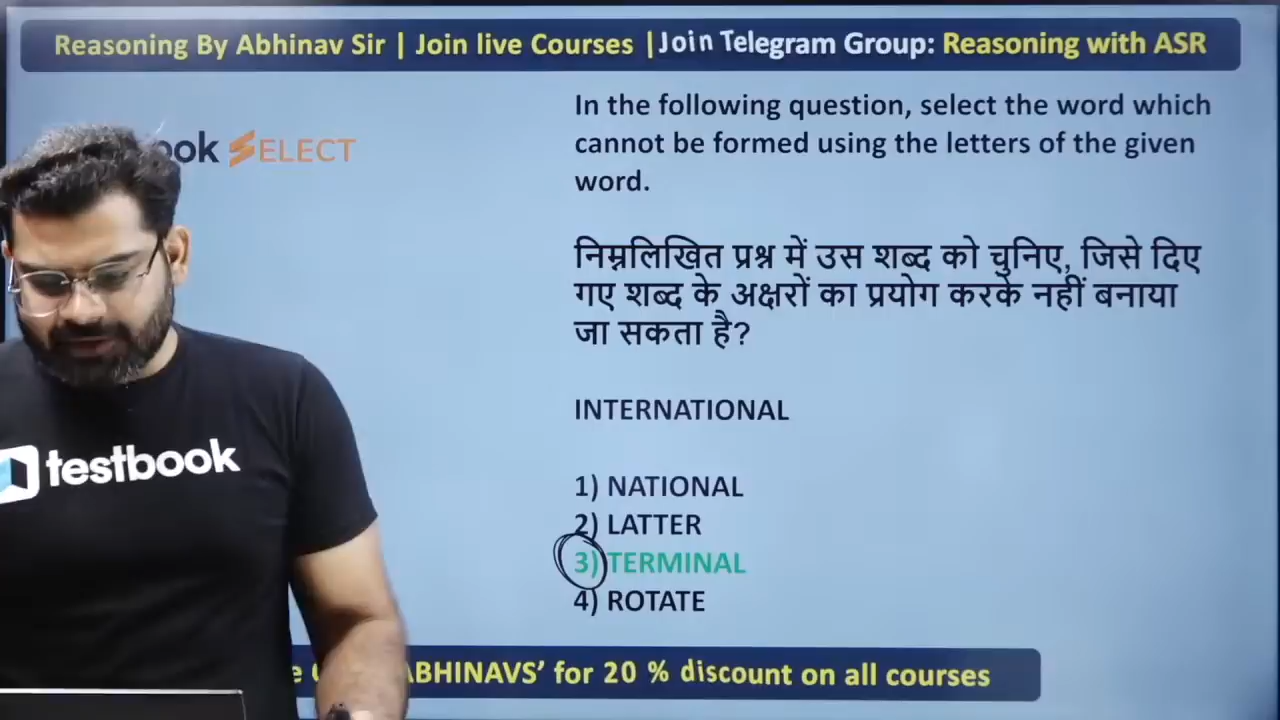 Reasoning By Abhinav Sir | Join live Courses | Join Telegram Group: Reasoning with ASR
ook SELECT
In the following question, select the word which
cannot be formed using the letters of the given
word.
निम्नलिखित प्रश्न में उस शब्द को चुनिए, जिसे दिए
गए शब्द के अक्षरों का प्रयोग करके नहीं बनाया
जा सकता है?
INTERNATIONAL
1) NATIONAL
2) LATTER
3) TERMINAL
4) ROTATE
testbook
ABHINAVS’ for 20 % discount on all courses